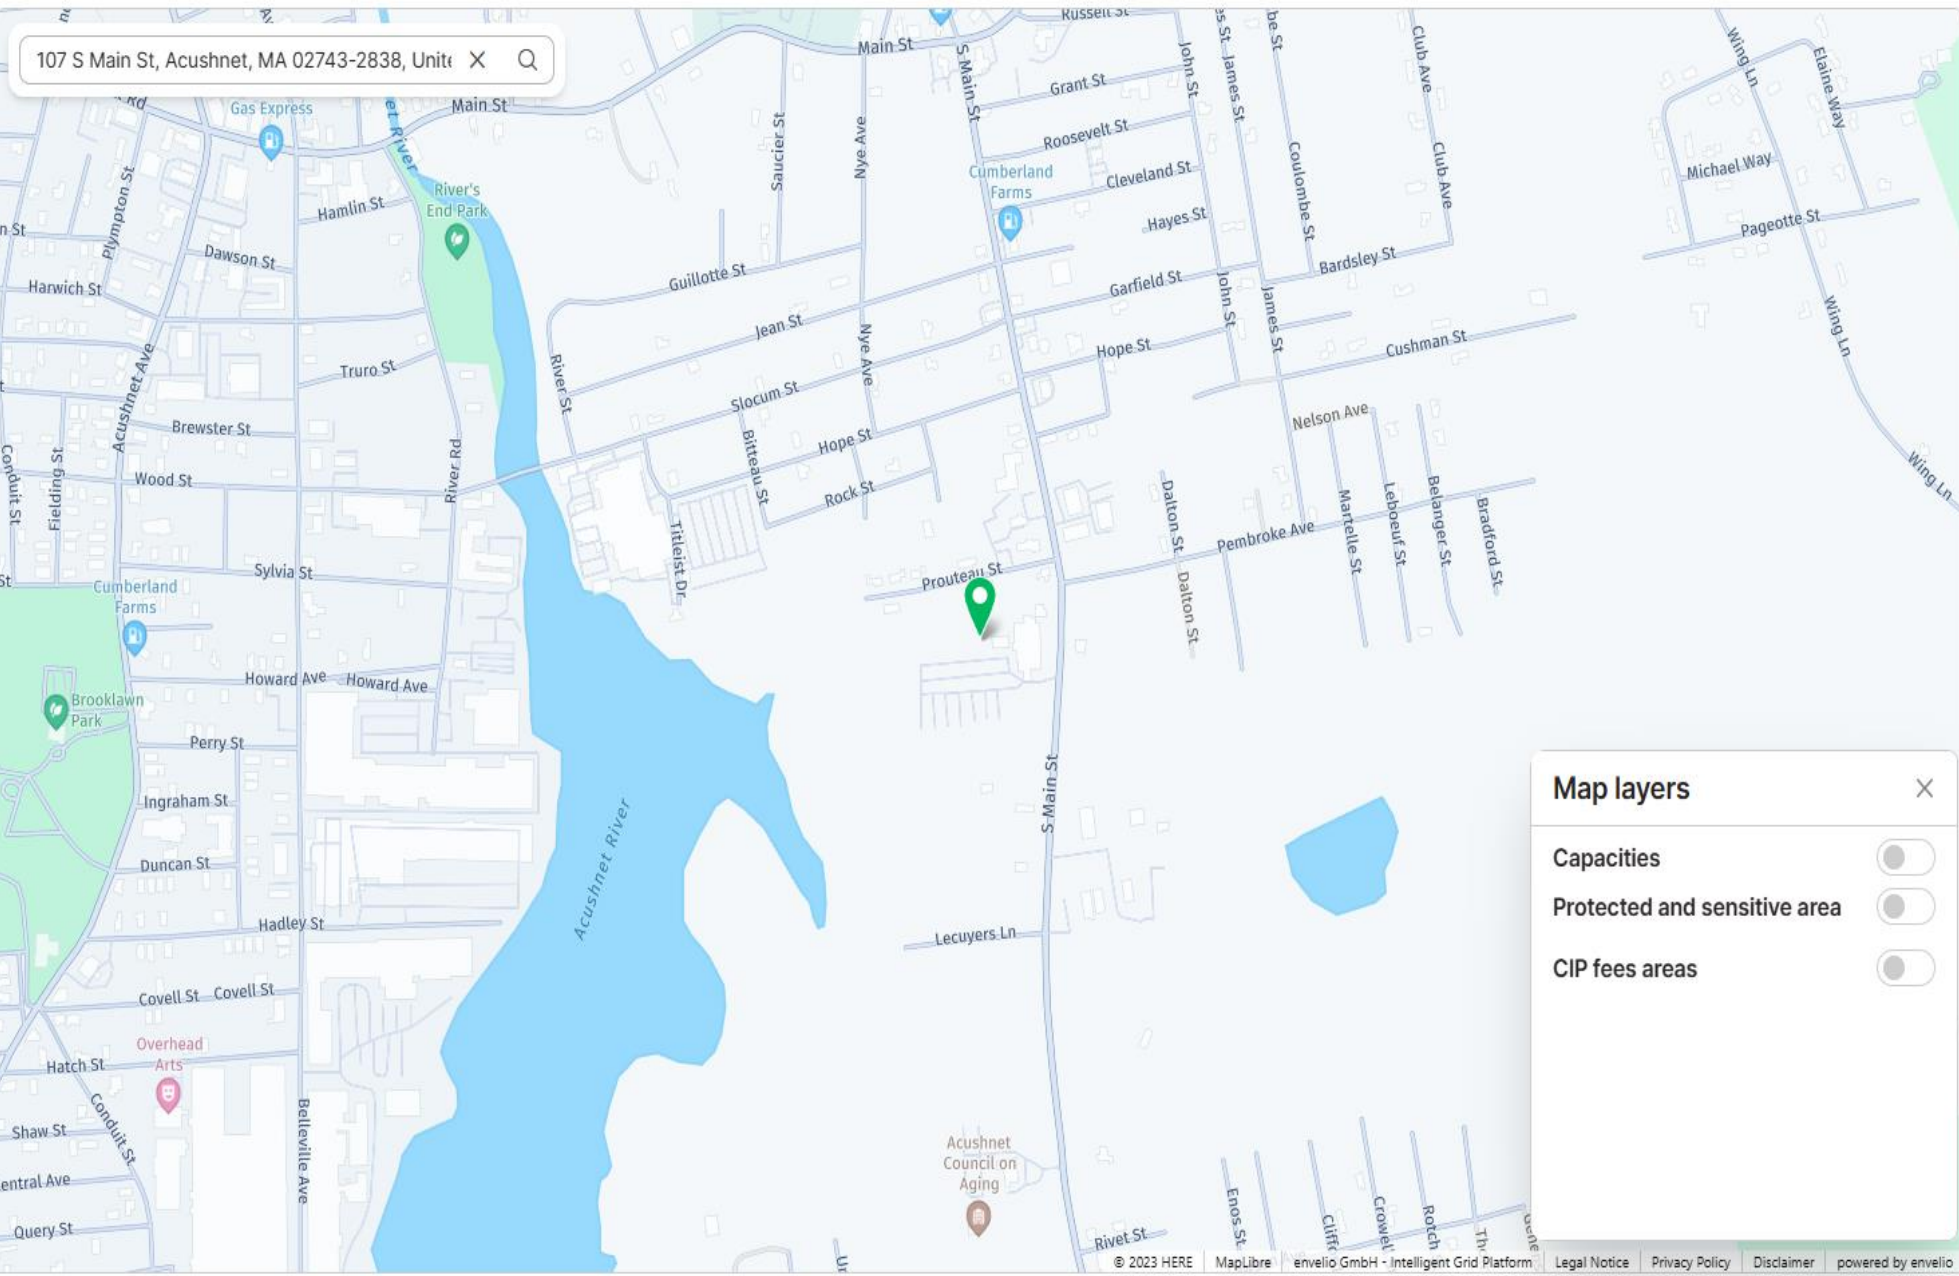 Russell St
Main St
107 S Main St, Acushnet, MA 02743-2838, Unite
S Main St
John St
James St
Club Ave
Wing Ln
Elaine Way
Grant St
Main St
Gas Express
Saucier St
Nye Ave
Roosevelt St
Coulombe St
Club Ave
Plympton St
River's
End Park
Cumberland
Farms
Cleveland St
Michael Way
Hamlin St
Hayes St
Pageotte St
Dawson St
Guillotte St
Bardsley St
Harwich St
Garfield St
John St
James St
Jean St
Nye Ave
Wing Ln
Hope St
Cushman St
Acushnet Ave
Truro St
River St
Slocum St
Nelson Ave
Brewster St
Bitteau St
Hope St
Conduit St
Fielding St
Wood St
River Rd
Rock St
Wing Ln
Dalton St
Martelle St
Leboeuf St
Belanger St
Bradford St
Pembroke Ave
Titleist Dr
Sylvia St
Prouteau St
Cumberland
Farms
Dalton St
Howard Ave
Howard Ave
Brooklawn
Park
Perry St
S Main St
Map layers
Ingraham St
Acushnet River
Capacities
Duncan St
Protected and sensitive area
Hadley St
Lecuyers Ln
CIP fees areas
Covell St
Covell St
Overhead
Arts
Hatch St
Conduit St
Belleville Ave
Shaw St
Acushnet
Council on
Aging
entral Ave
Enos St
Rotch
Query St
Rivet St
© 2023 HERE
MapLibre
envelio GmbH - Intelligent Grid Platform
Legal Notice
Privacy Policy
Disclaimer
powered by envelio